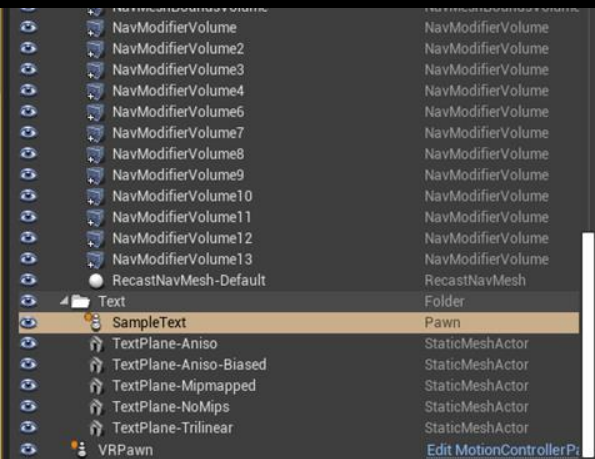 NavMeshBoundsVolume NavMeshBoundsVolume
NavModifierVolume NavModifierVolume
NavModifierVolume2 NavModifierVolume
NavModifierVolume3 NavModifierVolume
NavModifierVolume4 NavModifierVolume
NavModifierVolume6 NavModifierVolume
NavModifierVolume7 NavModifierVolume
NavModifierVolume8 NavModifierVolume
NavModifierVolume9 NavModifierVolume
NavModifierVolume10 NavModifierVolume
NavModifierVolume11 NavModifierVolume
NavModifierVolume12 NavModifierVolume
NavModifierVolume13 NavModifierVolume
RecastNavMesh-Default RecastNavMesh
Text Folder
SampleText Pawn
TextPlane-Aniso StaticMeshActor
TextPlane-Aniso-Biased StaticMeshActor
TextPlane-Mipmapped StaticMeshActor
TextPlane-NoMips StaticMeshActor
TextPlane-Trilinear StaticMeshActor
VRPawn Edit MotionControllerPa